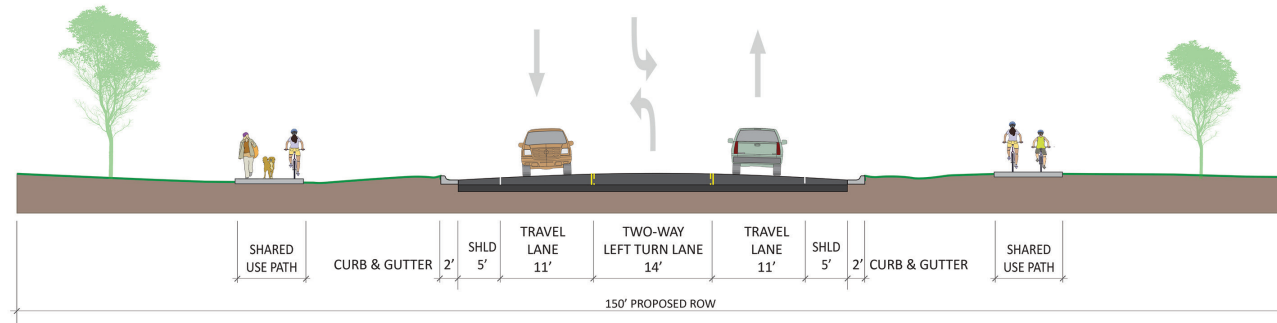 SHARED
USE PATH
CURB & GUTTER
2'
SHLD
5'
TRAVEL
LANE
11'
TWO-WAY
LEFT TURN LANE
14'
TRAVEL
LANE
11'
SHLD
5'
2'
CURB & GUTTER
SHARED
USE PATH
150' PROPOSED ROW